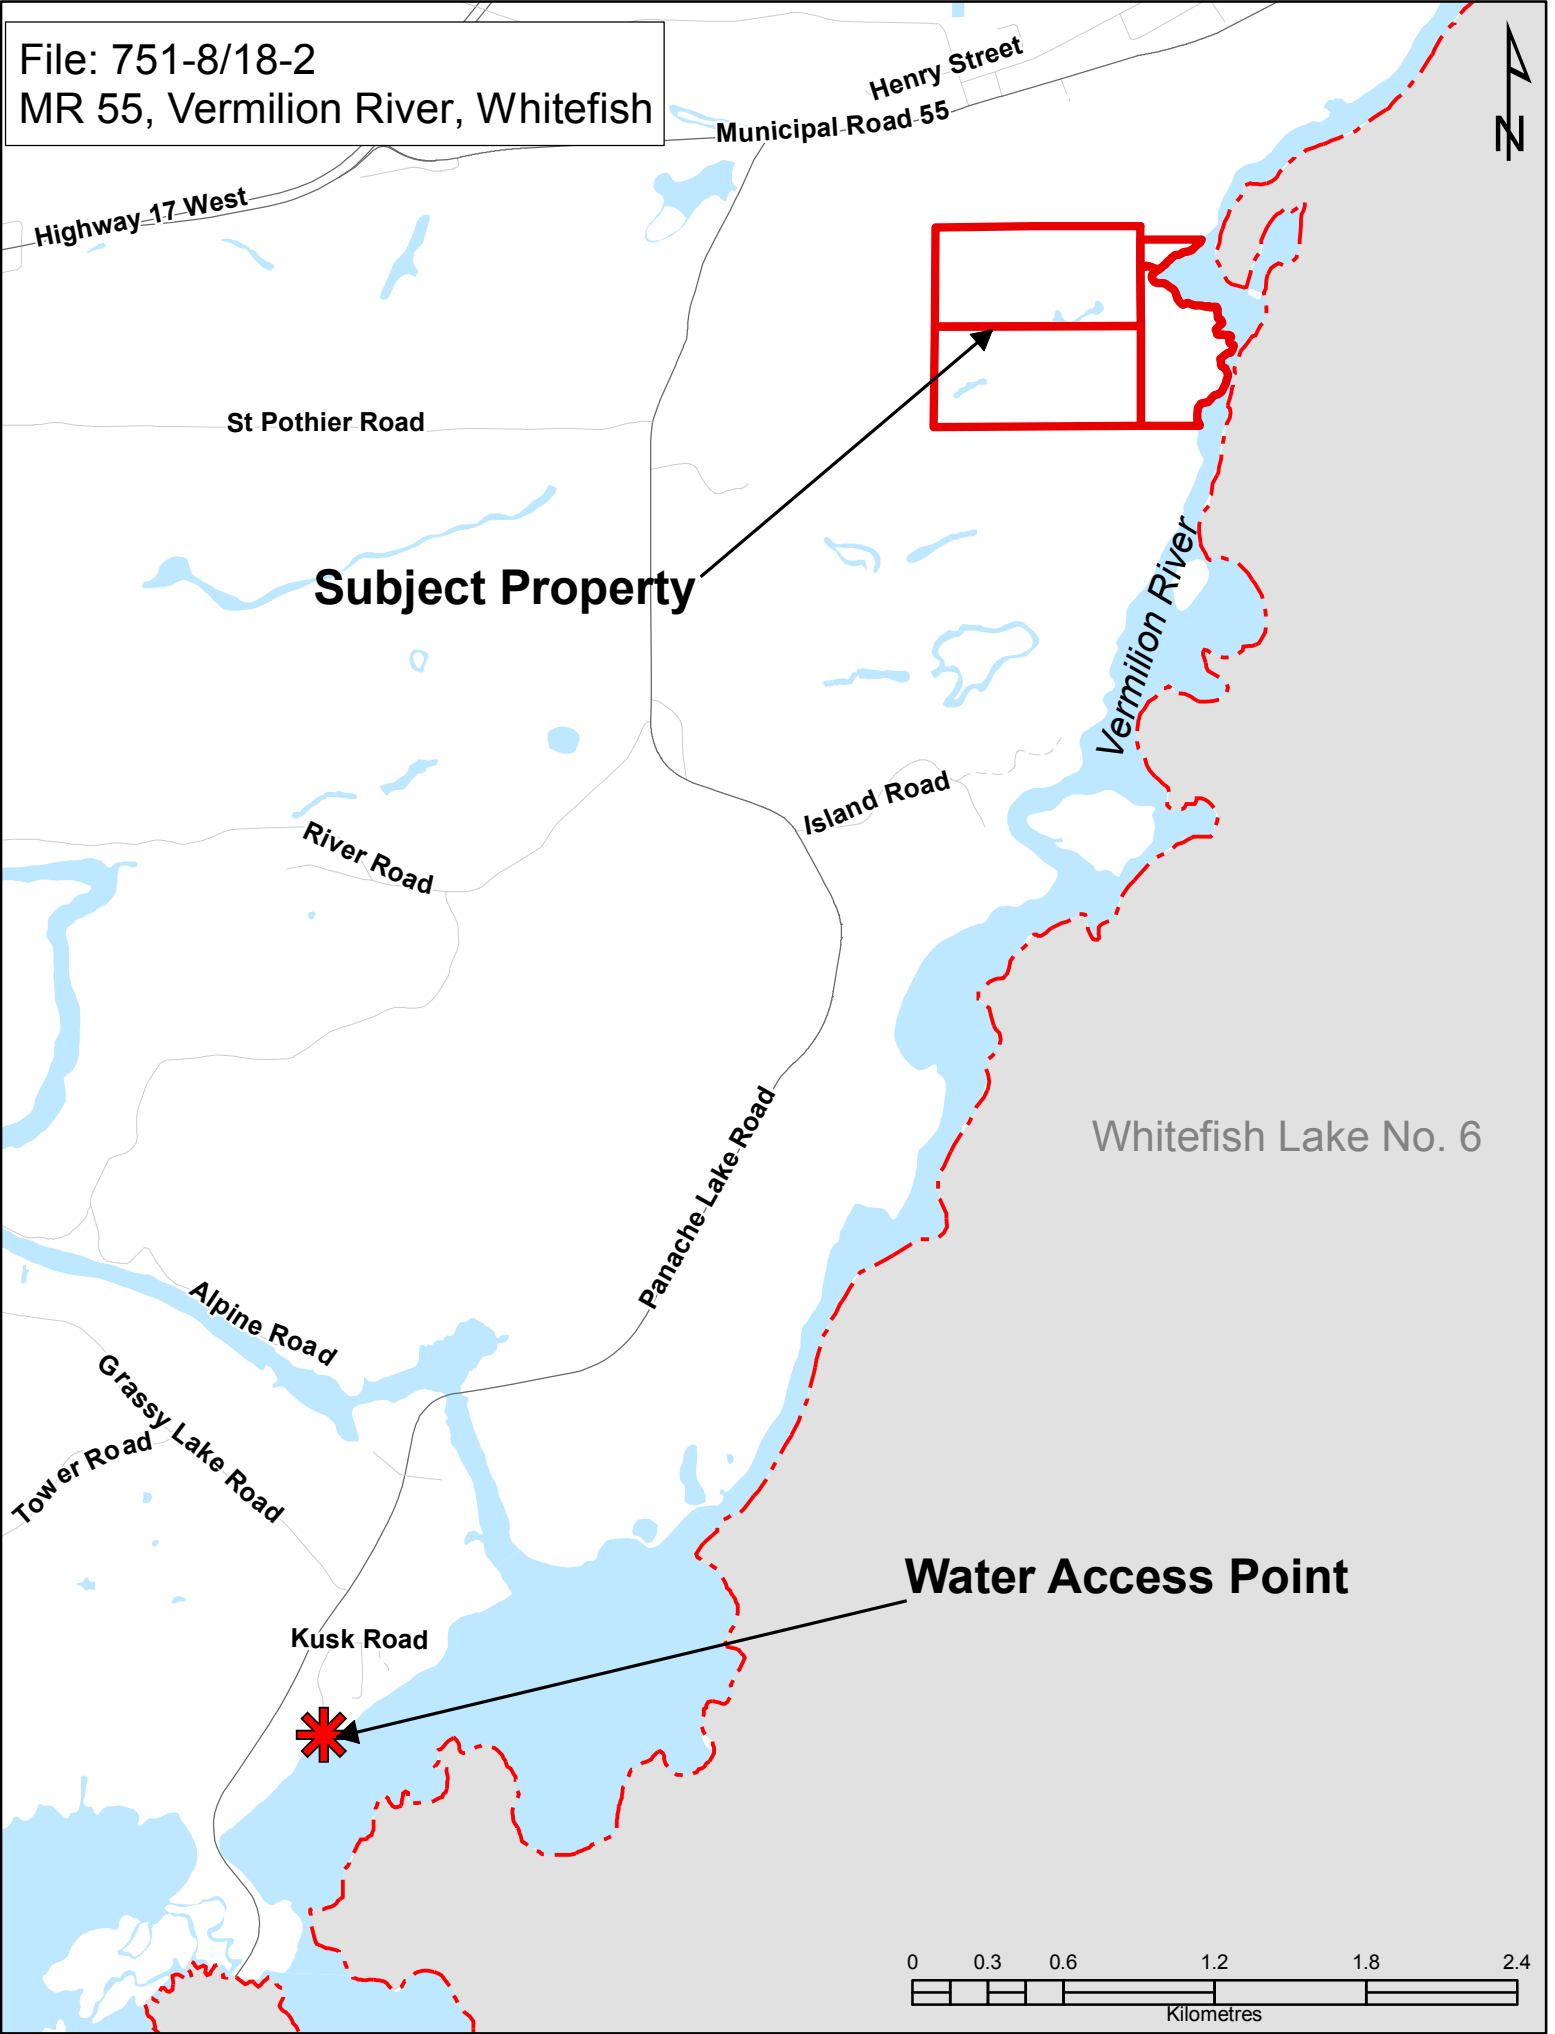 File: 751-8/18-2
MR 55, Vermilion River, Whitefish
Henry Street
Municipal Road 55
N
Highway 17 West
St Pothier Road
Subject Property
Vermilion River
Island Road
River Road
Panache Lake Road
Whitefish Lake No. 6
Alpine Road
Grassy Lake Road
Tower Road
Water Access Point
Kusk Road
0 0.3 0.6 1.2 1.8 2.4
Kilometres